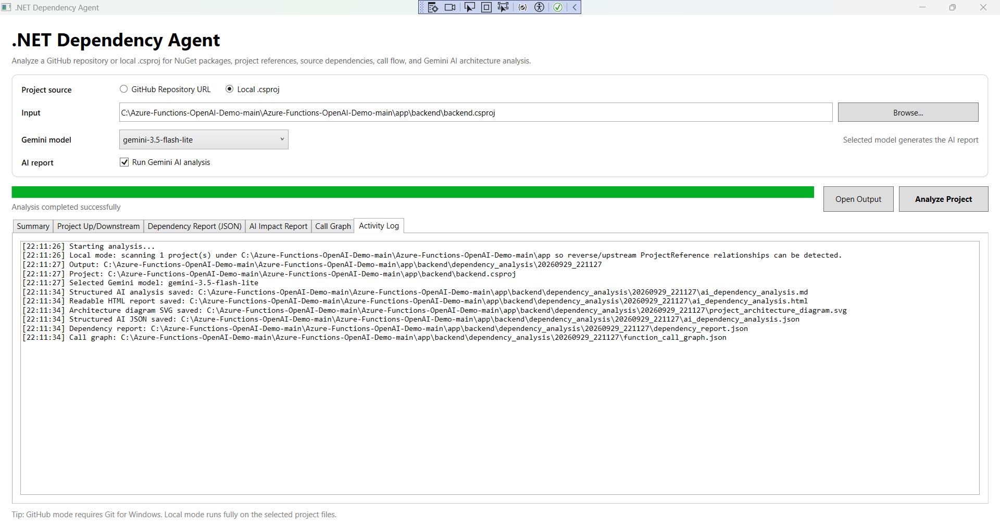 .NET Dependency Agent
.NET Dependency Agent
Analyze a GitHub repository or local .csproj for NuGet packages, project references, source dependencies, call flow, and Gemini AI architecture analysis.
Project source GitHub Repository URL Local .csproj
Input C:\Azure-Functions-OpenAI-Demo-main\Azure-Functions-OpenAI-Demo-main\app\backend\backend.csproj Browse...
Gemini model gemini-3.5-flash-lite Selected model generates the AI report
AI report Run Gemini AI analysis
Open Output Analyze Project
Analysis completed successfully
Summary Project Up/Downstream Dependency Report (JSON) AI Impact Report Call Graph Activity Log
[22:11:26] Starting analysis...
[22:11:26] Local mode: scanning 1 project(s) under C:\Azure-Functions-OpenAI-Demo-main\Azure-Functions-OpenAI-Demo-main\app so reverse/upstream ProjectReference relationships can be detected.
[22:11:27] Output: C:\Azure-Functions-OpenAI-Demo-main\Azure-Functions-OpenAI-Demo-main\app\backend\dependency_analysis\20260929_221127
[22:11:27] Project: C:\Azure-Functions-OpenAI-Demo-main\Azure-Functions-OpenAI-Demo-main\app\backend\backend.csproj
[22:11:27] Selected Gemini model: gemini-3.5-flash-lite
[22:11:34] Structured AI analysis saved: C:\Azure-Functions-OpenAI-Demo-main\Azure-Functions-OpenAI-Demo-main\app\backend\dependency_analysis\20260929_221127\ai_dependency_analysis.md
[22:11:34] Readable HTML report saved: C:\Azure-Functions-OpenAI-Demo-main\Azure-Functions-OpenAI-Demo-main\app\backend\dependency_analysis\20260929_221127\ai_dependency_analysis.html
[22:11:34] Architecture diagram SVG saved: C:\Azure-Functions-OpenAI-Demo-main\Azure-Functions-OpenAI-Demo-main\app\backend\dependency_analysis\20260929_221127\project_architecture_diagram.svg
[22:11:34] Structured AI JSON saved: C:\Azure-Functions-OpenAI-Demo-main\Azure-Functions-OpenAI-Demo-main\app\backend\dependency_analysis\20260929_221127\ai_dependency_analysis.json
[22:11:34] Dependency report: C:\Azure-Functions-OpenAI-Demo-main\Azure-Functions-OpenAI-Demo-main\app\backend\dependency_analysis\20260929_221127\dependency_report.json
[22:11:34] Call graph: C:\Azure-Functions-OpenAI-Demo-main\Azure-Functions-OpenAI-Demo-main\app\backend\dependency_analysis\20260929_221127\function_call_graph.json
Tip: GitHub mode requires Git for Windows. Local mode runs fully on the selected project files.